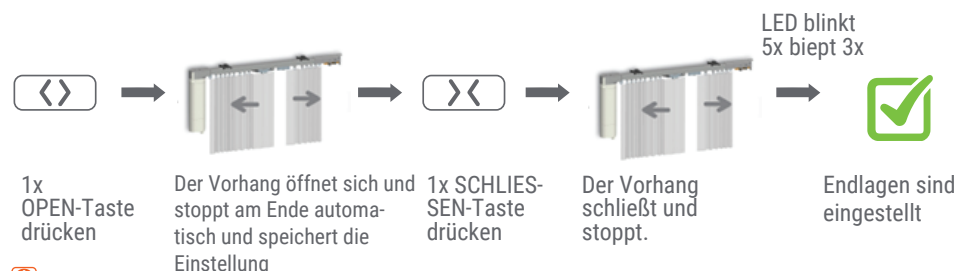 LED blinkt
5x biept 3x
1x
OPEN-Taste
drücken
Der Vorhang öffnet sich und
stoppt am Ende automa-
tisch und speichert die
Einstellung
1x SCHLIES-
SEN-Taste
drücken
Der Vorhang
schließt und
stoppt.
Endlagen sind
eingestellt